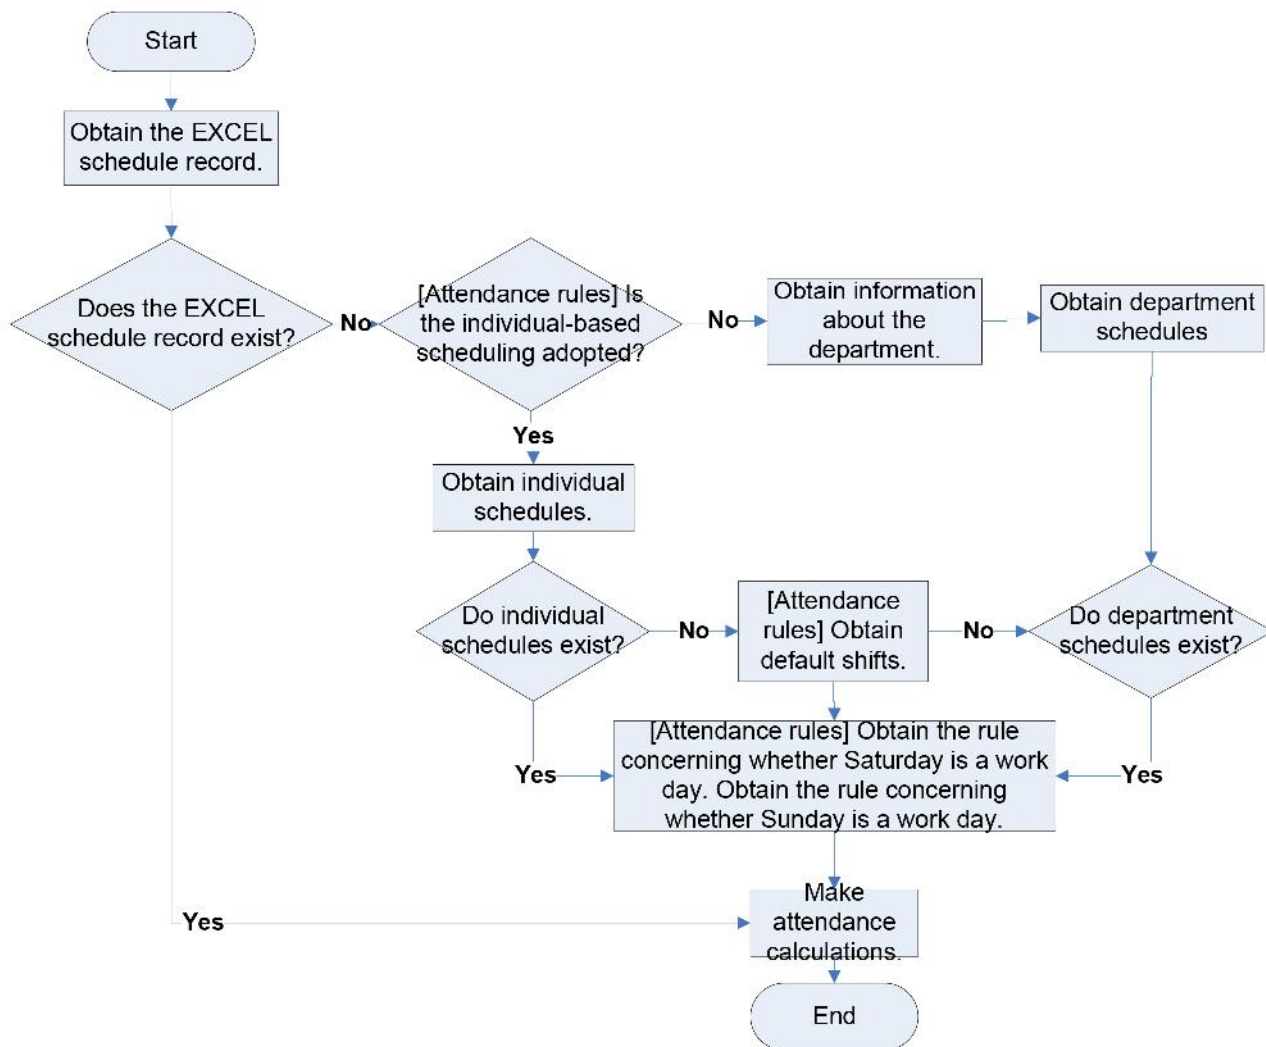 Start
Obtain the EXCEL
schedule record.
Does the EXCEL
schedule record exist?
No
[Attendance rules] Is
the individual-based
scheduling adopted?
No
Obtain information
about the
department.
Obtain department
schedules
Yes
Obtain individual
schedules.
Do individual
schedules exist?
No
[Attendance
rules] Obtain
default shifts.
No
Do department
schedules exist?
Yes
[Attendance rules] Obtain the rule
concerning whether Saturday is a work
day. Obtain the rule concerning
whether Sunday is a work day.
Yes
Yes
Make
attendance
calculations.
End